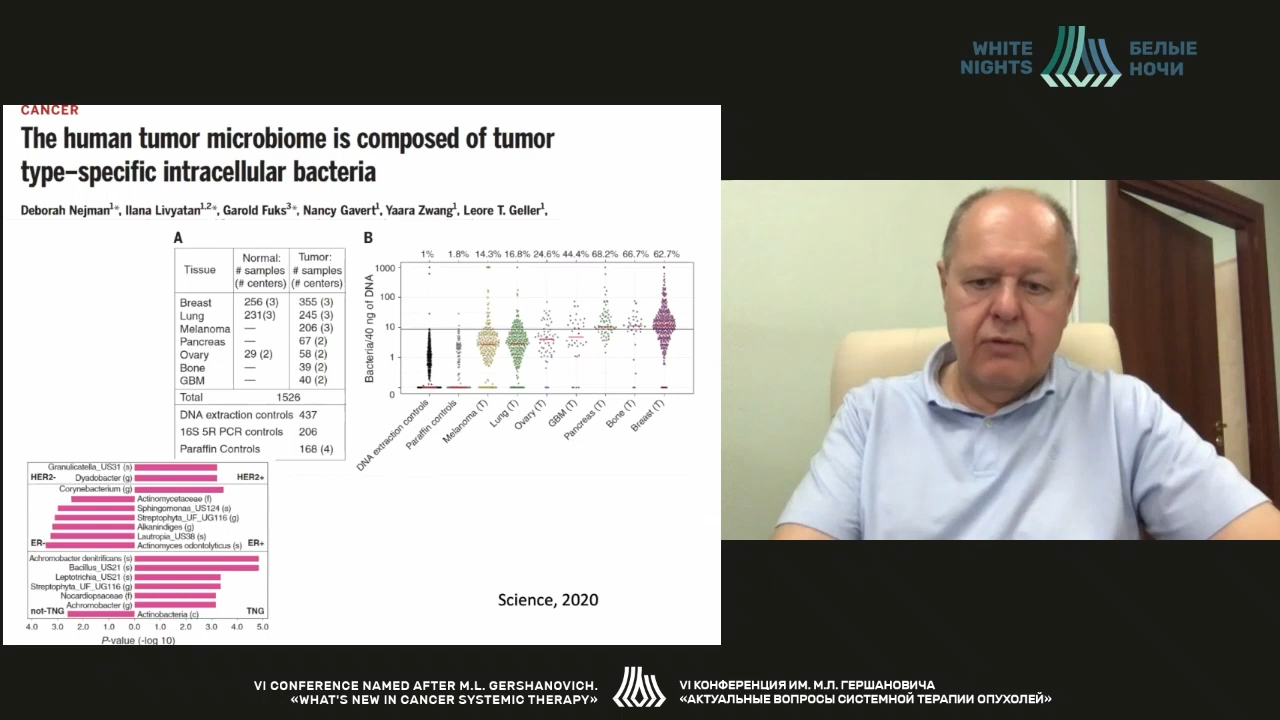 WHITE
NIGHTS
БЕЛЫЕ
НОЧИ
CANCER
The human tumor microbiome is composed of tumor
type–specific intracellular bacteria
Deborah Nejman1*, Ilana Livyatan1,2*, Garold Fuks3*, Nancy Gavert1, Yaara Zwang1, Leore T. Geller1,
A
Tissue Normal: # samples (# centers) Tumor: # samples (# centers)
Breast 256 (3) 355 (3)
Lung 231(3) 245 (3)
Melanoma — 206 (3)
Pancreas — 67 (2)
Ovary 29 (2) 58 (2)
Bone — 39 (2)
GBM — 40 (2)
Total 1526
DNA extraction controls 437
16S 5R PCR controls 206
Paraffin Controls 168 (4)
B
1% 1.8% 14.3% 16.8% 24.6% 44.4% 68.2% 66.7% 62.7%
Bacteria/40 ng of DNA
1000
100
10
1
0
DNA extraction controls
Paraffin controls
Melanoma (T)
Lung (T)
Ovary (T)
GBM (T)
Pancreas (T)
Bone (T)
Breast (T)
Granulicatella_US31 (s)
HER2- Dyadobacter (g) HER2+
Corynebacterium (g)
Actinomycetaceae (f)
Sphingomonas_US124 (s)
Streptophyta_UF_UG116 (g)
Alkanindiges (g)
Lautropia_US38 (s)
ER- Actinomyces odontolyticus (s) ER+
Achromobacter denitrificans (s)
Bacillus_US21 (s)
Leptotrichia_US21 (s)
Streptophyta_UF_UG116 (g)
Nocardiopsaceae (f)
Achromobacter (g)
not-TNG Actinobacteria (c) TNG
4.0 3.0 2.0 1.0 0.0 1.0 2.0 3.0 4.0 5.0
P-value (-log 10)
Science, 2020
VI CONFERENCE NAMED AFTER M.L. GERSHANOVICH.
«WHAT'S NEW IN CANCER SYSTEMIC THERAPY»
VI КОНФЕРЕНЦИЯ ИМ. М.Л. ГЕРШАНОВИЧА
«АКТУАЛЬНЫЕ ВОПРОСЫ СИСТЕМНОЙ ТЕРАПИИ ОПУХОЛЕЙ»